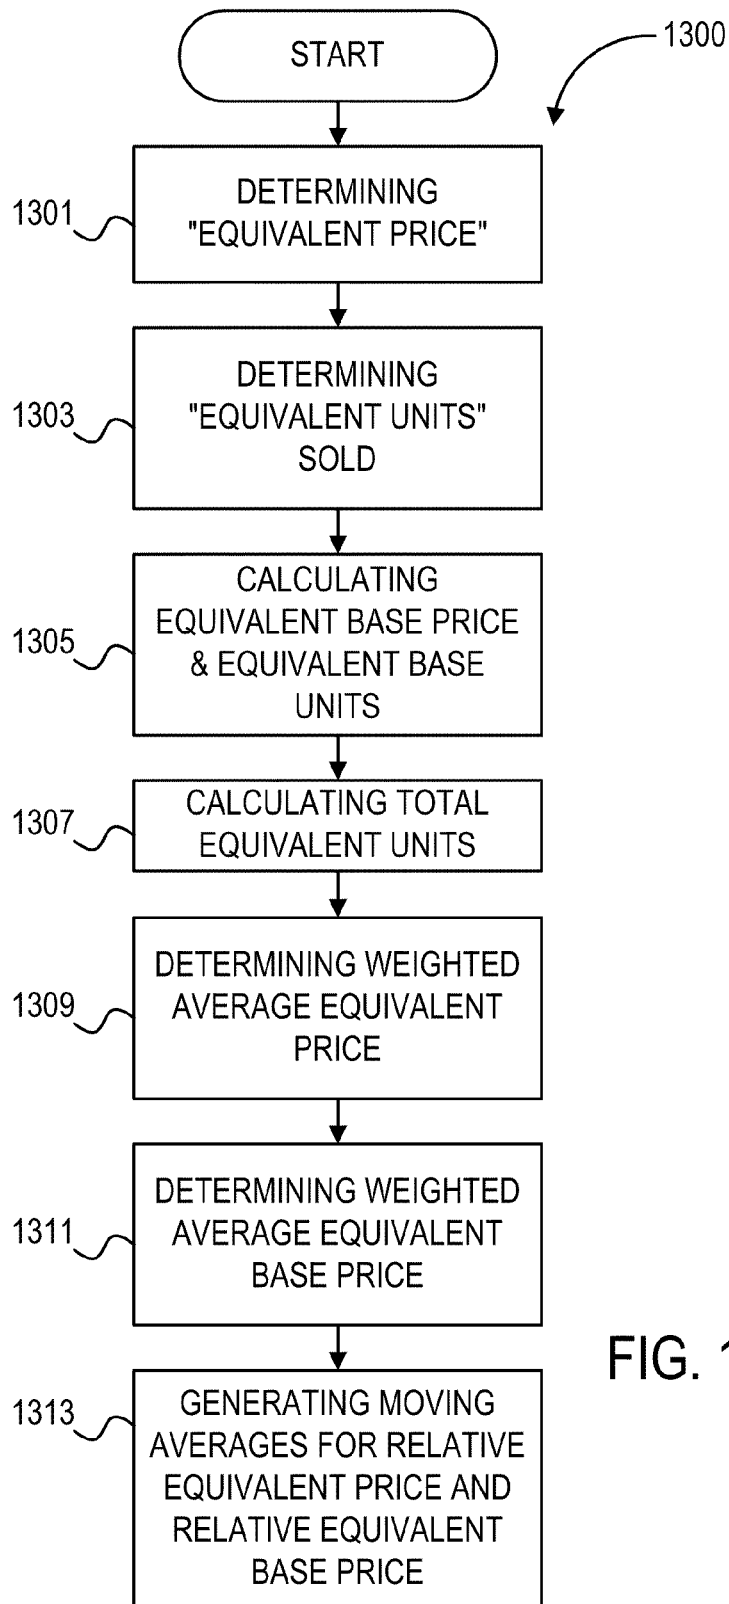 START
1300
1301
DETERMINING
"EQUIVALENT PRICE"
1303
DETERMINING
"EQUIVALENT UNITS"
SOLD
1305
CALCULATING
EQUIVALENT BASE PRICE
& EQUIVALENT BASE
UNITS
1307
CALCULATING TOTAL
EQUIVALENT UNITS
1309
DETERMINING WEIGHTED
AVERAGE EQUIVALENT
PRICE
1311
DETERMINING WEIGHTED
AVERAGE EQUIVALENT
BASE PRICE
FIG.
1313
GENERATING MOVING
AVERAGES FOR RELATIVE
EQUIVALENT PRICE AND
RELATIVE EQUIVALENT
BASE PRICE